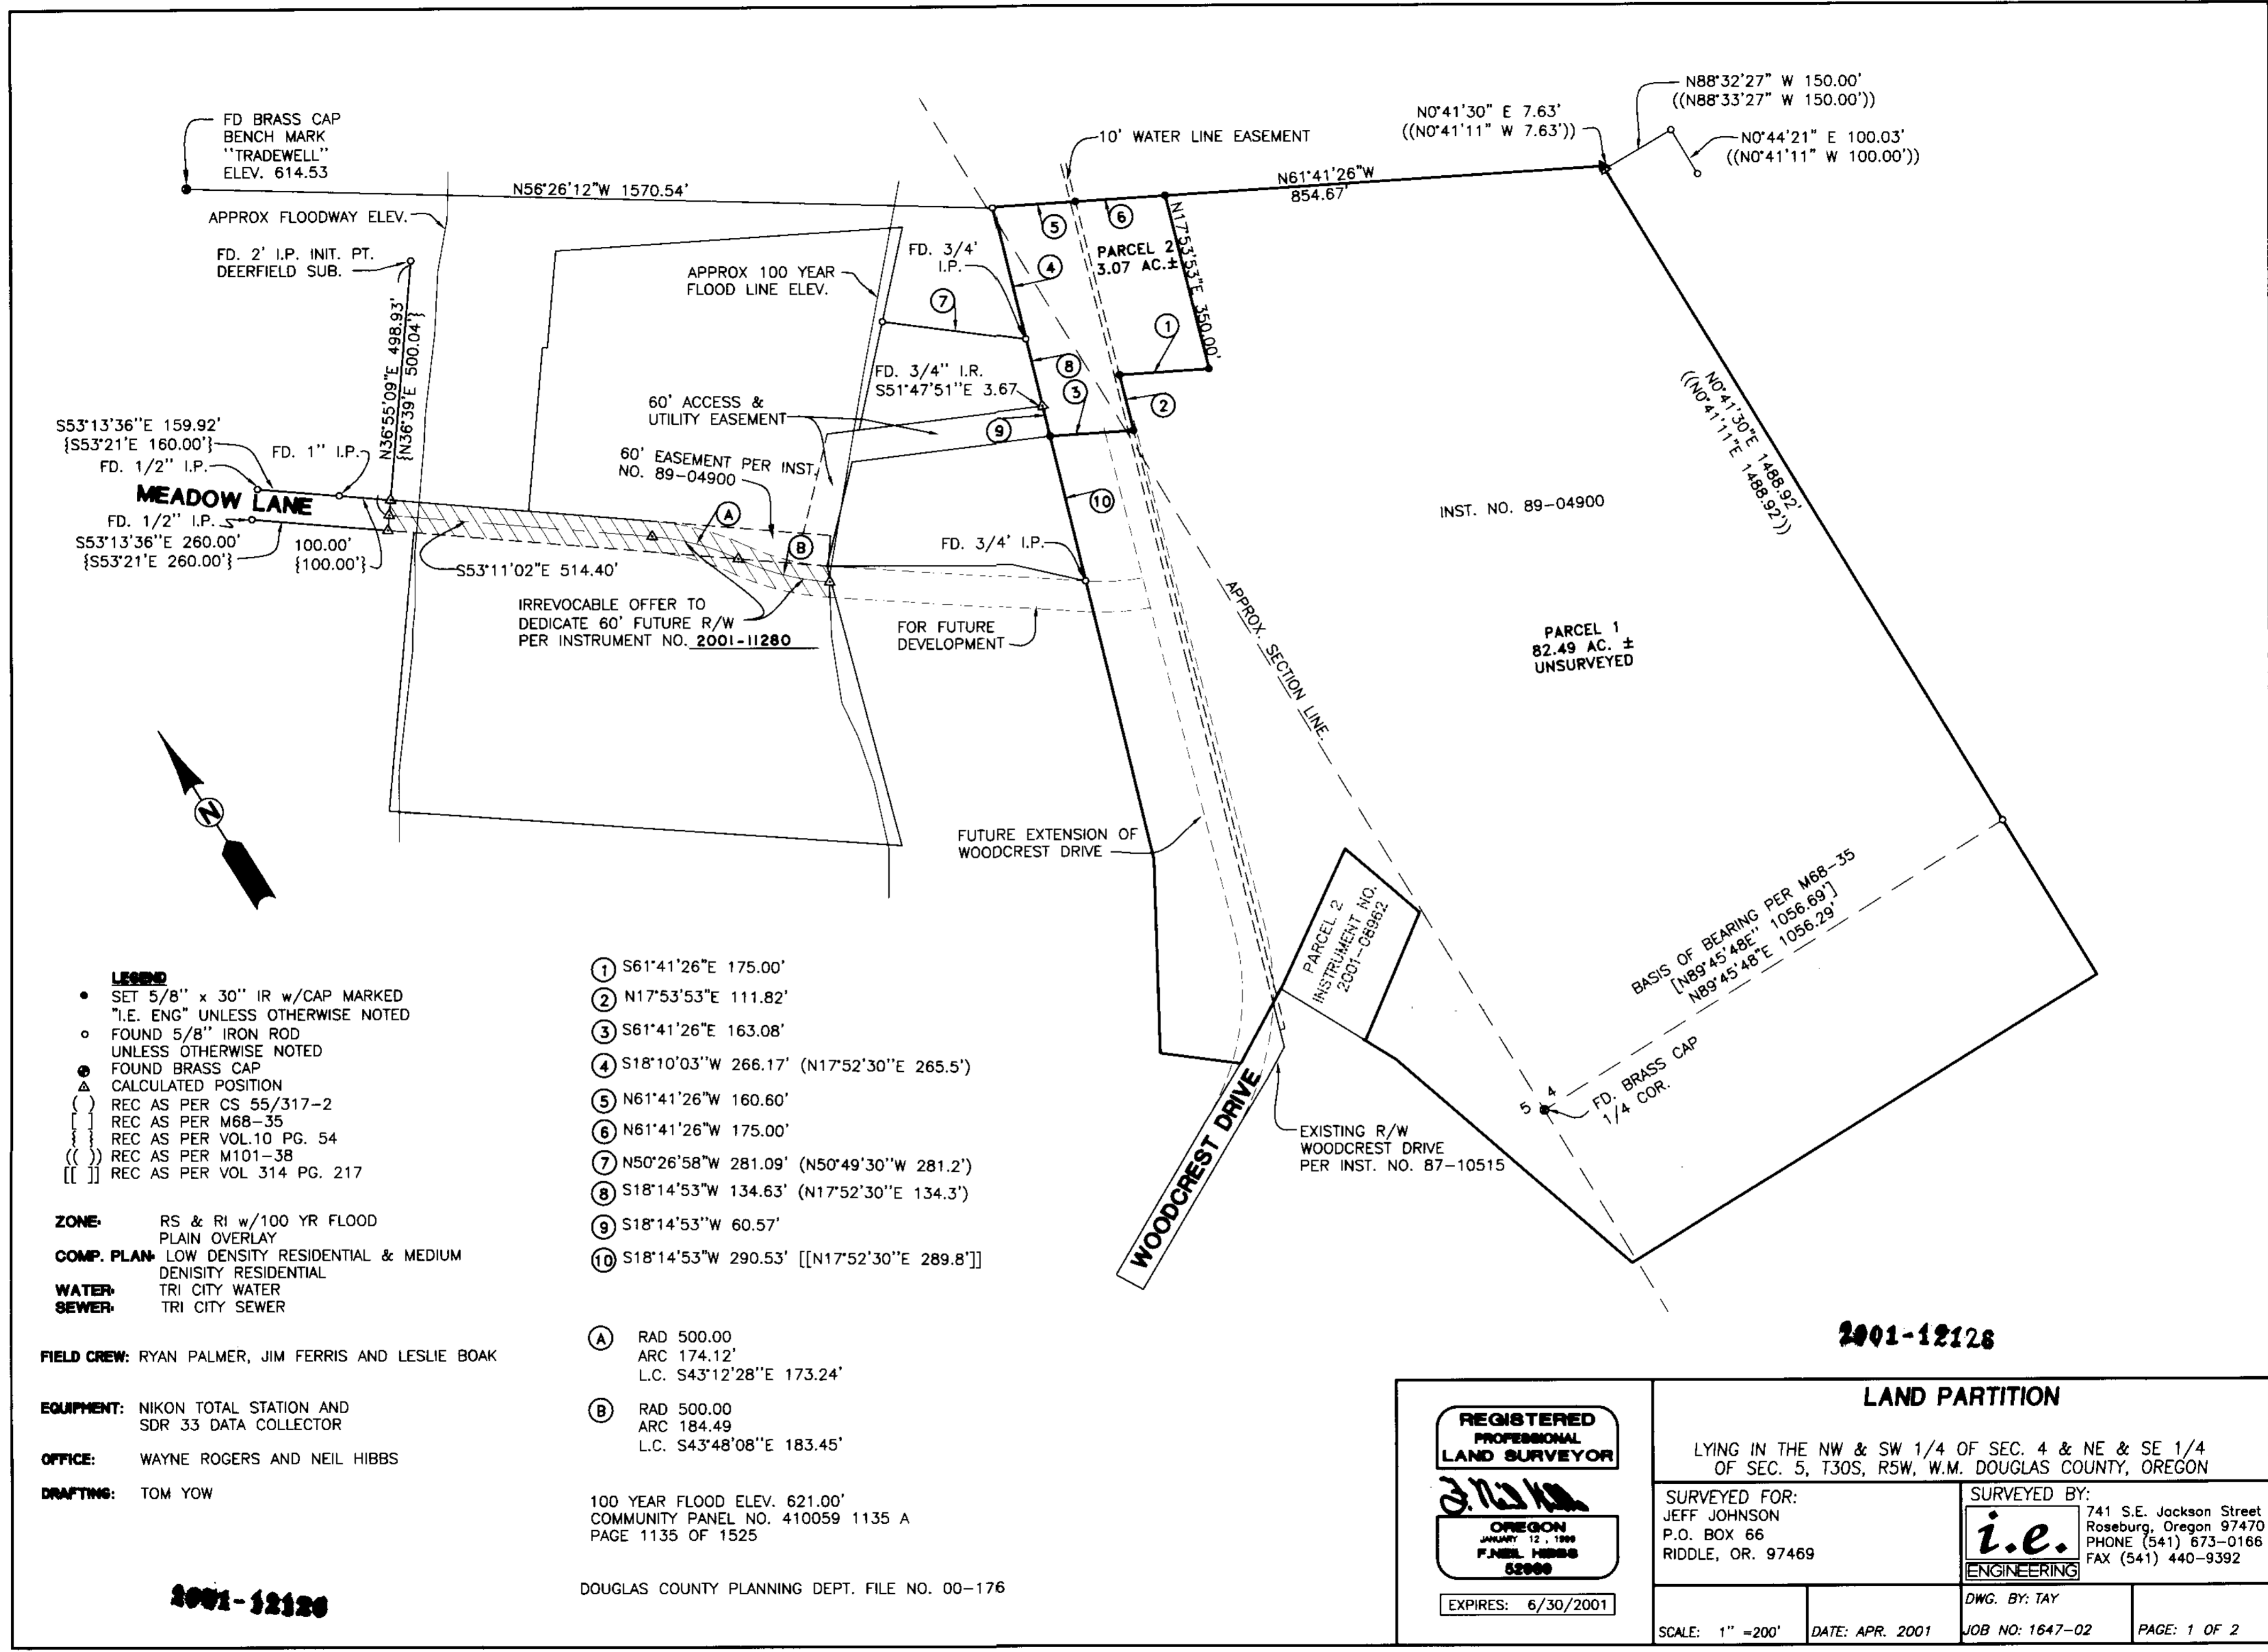 FD BRASS CAP
BENCH MARK
''TRADEWELL''
ELEV. 614.53
N56°26'12"W 1570.54'
APPROX FLOODWAY ELEV.
FD. 2' I.P. INIT. PT.
DEERFIELD SUB.
N36°55'09"E 498.93'
{N36°39'E 500.04'}
S53°13'36"E 159.92'
{S53°21'E 160.00'}
FD. 1/2'' I.P.
FD. 1'' I.P.
MEADOW LANE
FD. 1/2'' I.P.
S53°13'36''E 260.00'
{S53°21'E 260.00'}
100.00'
{100.00'}
S53°11'02"E 514.40'
IRREVOCABLE OFFER TO
DEDICATE 60' FUTURE R/W
PER INSTRUMENT NO. 2001-11280
APPROX 100 YEAR
FLOOD LINE ELEV.
FD. 3/4'
I.P.
7
FD. 3/4" I.R.
S51°47'51"E 3.67
60' ACCESS &
UTILITY EASEMENT
60' EASEMENT PER INST.
NO. 89-04900
A
B
FD. 3/4' I.P.
FOR FUTURE
DEVELOPMENT
FUTURE EXTENSION OF
WOODCREST DRIVE
10' WATER LINE EASEMENT
5
6
4
PARCEL 2
3.07 AC.±
N17°53'53"E 350.00'
1
8
3
2
9
10
N61°41'26"W
854.67'
N0°41'30" E 7.63'
((N0°41'11" W 7.63'))
N88°32'27" W 150.00'
((N88°33'27" W 150.00'))
N0°44'21" E 100.03'
((N0°41'11" W 100.00'))
N0°41'30"E 1488.92'
((N0°41'11"E 1488.92'))
INST. NO. 89-04900
PARCEL 1
82.49 AC. ±
UNSURVEYED
APPROX. SECTION LINE.
BASIS OF BEARING PER M68-35
[N89°45'48E" 1056.69']
N89°45'48"E 1056.29'
FD. BRASS CAP
1/4 COR.
5
4
PARCEL 2
INSTRUMENT NO.
2001-08962
WOODCREST DRIVE
EXISTING R/W
WOODCREST DRIVE
PER INST. NO. 87-10515
N
LEGEND
SET 5/8'' x 30'' IR w/CAP MARKED
"I.E. ENG" UNLESS OTHERWISE NOTED
FOUND 5/8'' IRON ROD
UNLESS OTHERWISE NOTED
FOUND BRASS CAP
CALCULATED POSITION
( ) REC AS PER CS 55/317-2
[ ] REC AS PER M68-35
{ } REC AS PER VOL.10 PG. 54
(( )) REC AS PER M101-38
[[ ]] REC AS PER VOL 314 PG. 217
ZONE: RS & RI w/100 YR FLOOD
PLAIN OVERLAY
COMP. PLAN: LOW DENSITY RESIDENTIAL & MEDIUM
DENISITY RESIDENTIAL
WATER: TRI CITY WATER
SEWER: TRI CITY SEWER
FIELD CREW: RYAN PALMER, JIM FERRIS AND LESLIE BOAK
EQUIPMENT: NIKON TOTAL STATION AND
SDR 33 DATA COLLECTOR
OFFICE: WAYNE ROGERS AND NEIL HIBBS
DRAFTING: TOM YOW
1 S61°41'26"E 175.00'
2 N17°53'53"E 111.82'
3 S61°41'26"E 163.08'
4 S18°10'03''W 266.17' (N17°52'30"E 265.5')
5 N61°41'26"W 160.60'
6 N61°41'26"W 175.00'
7 N50°26'58"W 281.09' (N50°49'30''W 281.2')
8 S18°14'53"W 134.63' (N17°52'30''E 134.3')
9 S18°14'53''W 60.57'
10 S18°14'53"W 290.53' [[N17°52'30''E 289.8']]
A RAD 500.00
ARC 174.12'
L.C. S43°12'28''E 173.24'
B RAD 500.00
ARC 184.49
L.C. S43°48'08''E 183.45'
100 YEAR FLOOD ELEV. 621.00'
COMMUNITY PANEL NO. 410059 1135 A
PAGE 1135 OF 1525
DOUGLAS COUNTY PLANNING DEPT. FILE NO. 00-176
2001-12128
REGISTERED
PROFESSIONAL
LAND SURVEYOR
OREGON
JANUARY 12, 1999
F. NEIL HIBBS
EXPIRES: 6/30/2001
LAND PARTITION
LYING IN THE NW & SW 1/4 OF SEC. 4 & NE & SE 1/4
OF SEC. 5, T30S, R5W, W.M. DOUGLAS COUNTY, OREGON
SURVEYED FOR:
JEFF JOHNSON
P.O. BOX 66
RIDDLE, OR. 97469
SURVEYED BY:
i.e.
ENGINEERING
741 S.E. Jackson Street
Roseburg, Oregon 97470
PHONE (541) 673-0166
FAX (541) 440-9392
SCALE: 1'' =200'
DATE: APR. 2001
DWG. BY: TAY
JOB NO: 1647-02
PAGE: 1 OF 2